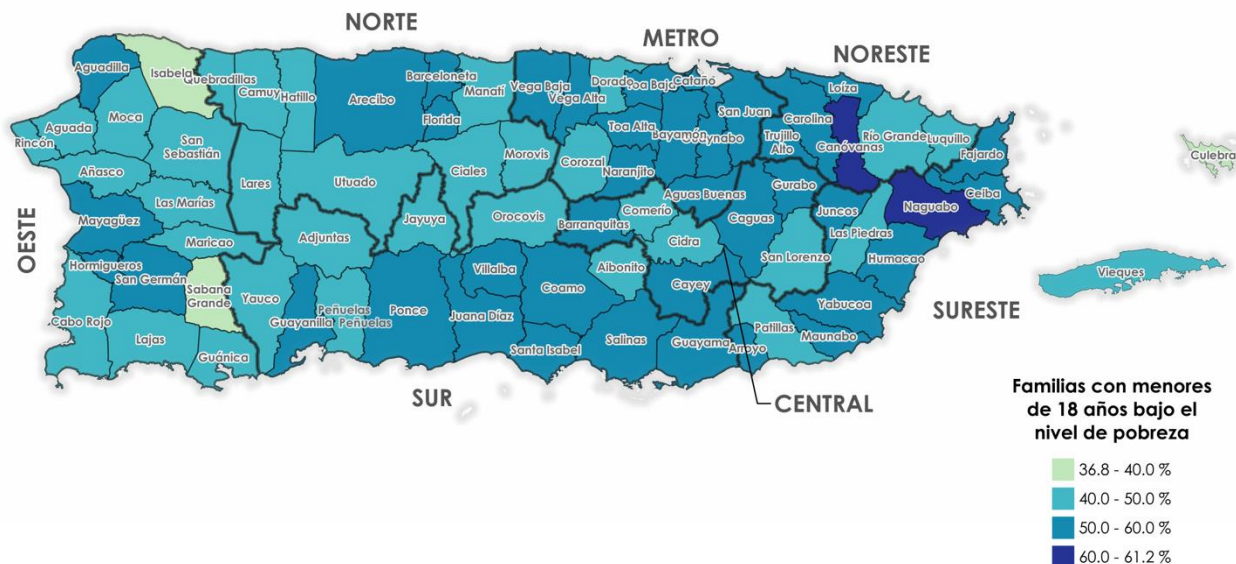 NORTE
METRO
NORESTE
Aguadilla
Isabela
Quebradillas
Camuy
Hatillo
Arecibo
Barceloneta
Manatí
Florida
Vega Baja
Vega Alta
Dorado
Toa Baja
Cataño
San Juan
Loíza
Carolina
Moca
Aguada
Rincón
San
Sebastián
Añasco
Lares
Utuado
Ciales
Morovis
Corozal
Toa Alta
Bayamón
Guaynabo
Trujillo
Alto
Canóvanas
Río Grande
Luquillo
Fajardo
Culebra
Naranjito
Las Marías
Mayagüez
Maricao
Adjuntas
Jayuya
Orocovis
Barranquitas
Comerío
Aguas Buenas
Gurabo
Caguas
Juncos
Naguabo
Ceiba
Las Piedras
Cidra
San Lorenzo
Humacao
OESTE
Hormigueros
San Germán
Sabana
Grande
Yauco
Guayanilla
Peñuelas
Peñuelas
Ponce
Villalba
Juana Díaz
Coamo
Aibonito
Cayey
Vieques
Yabucoa
SURESTE
Cabo Rojo
Lajas
Guánica
Santa Isabel
Salinas
Guayama
Arroyo
Patillas
Maunabo
SUR
CENTRAL
Familias con menores
de 18 años bajo el
nivel de pobreza
36.8 - 40.0 %
40.0 - 50.0 %
50.0 - 60.0 %
60.0 - 61.2 %